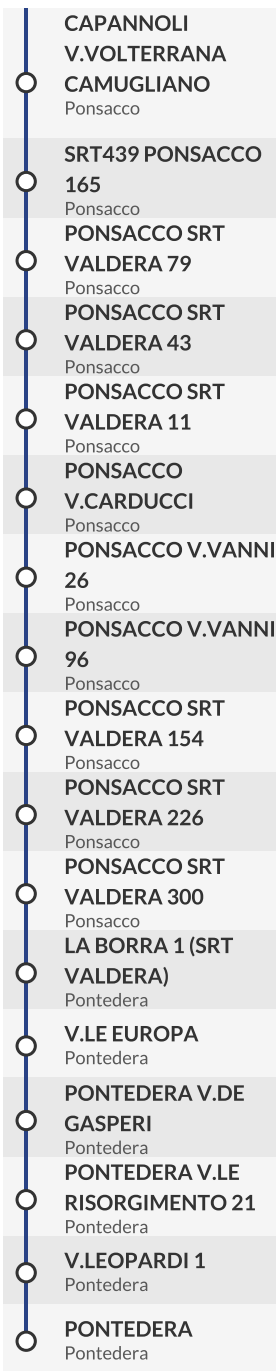 CAPANNOLI
V.VOLTERRANA
CAMUGLIANO
Ponsacco
SRT439 PONSACCO
165
Ponsacco
PONSACCO SRT
VALDERA 79
Ponsacco
PONSACCO SRT
VALDERA 43
Ponsacco
PONSACCO SRT
VALDERA 11
Ponsacco
PONSACCO
V.CARDUCCI
Ponsacco
PONSACCO V.VANNI
26
Ponsacco
PONSACCO V.VANNI
96
Ponsacco
PONSACCO SRT
VALDERA 154
Ponsacco
PONSACCO SRT
VALDERA 226
Ponsacco
PONSACCO SRT
VALDERA 300
Ponsacco
LA BORRA 1 (SRT
VALDERA)
Pontedera
V.LE EUROPA
Pontedera
PONTEDERA V.DE
GASPERI
Pontedera
PONTEDERA V.LE
RISORGIMENTO 21
Pontedera
V.LEOPARDI 1
Pontedera
PONTEDERA
Pontedera